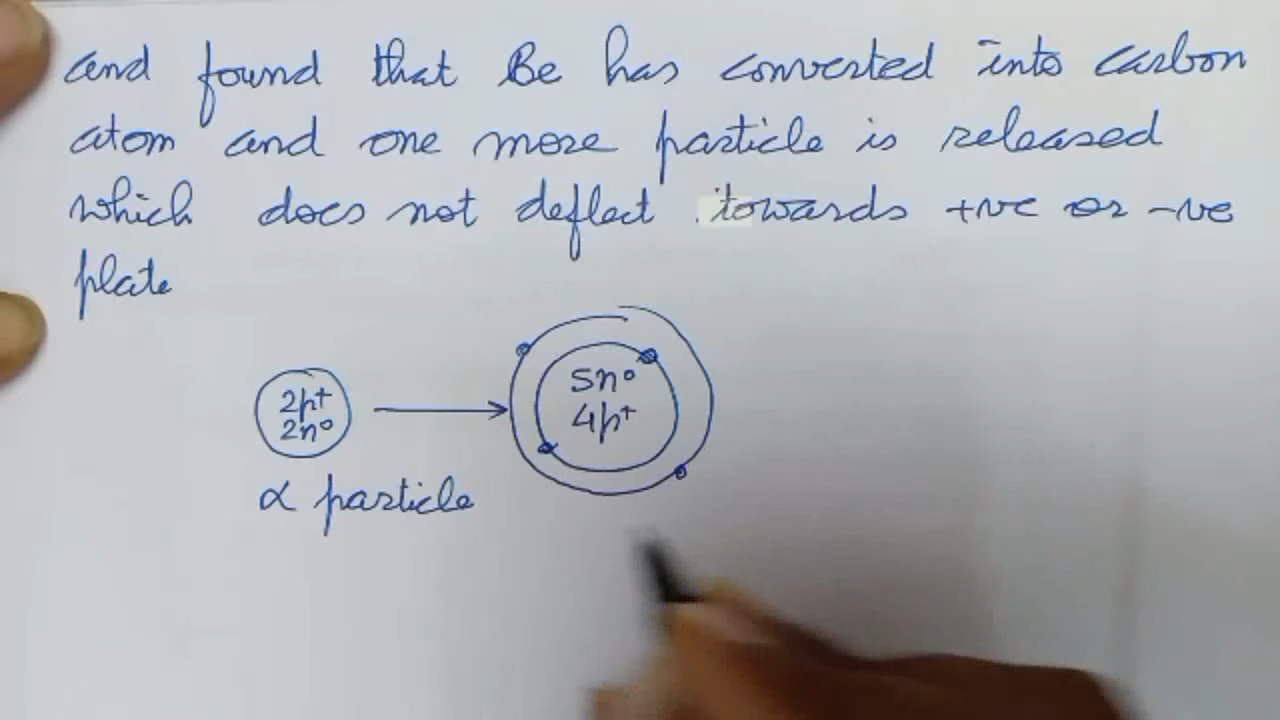 and found that Be has converted into carbon
atom and one more particle is released
which does not deflect towards +ve or -ve
plate
2p+
2n°
5n°
4p+
α particle